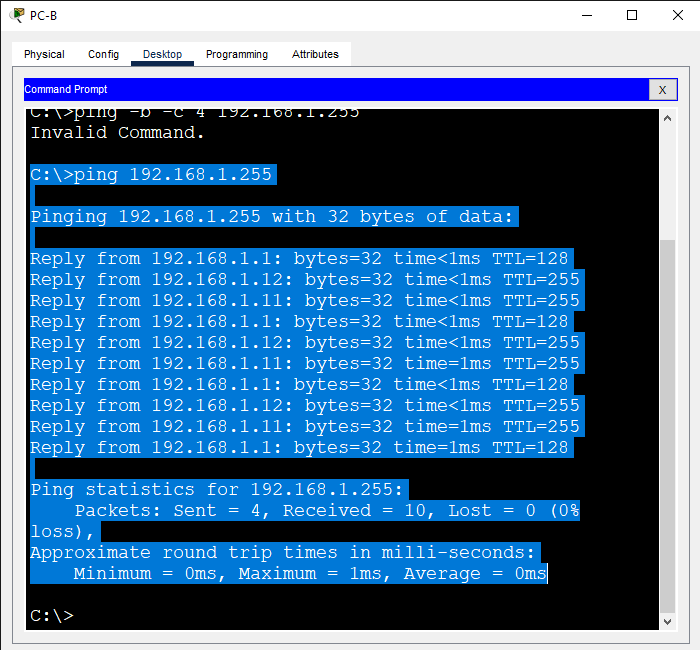 PC-B
Physical Config Desktop Programming Attributes
Command Prompt X
C:\>ping -b -c 4 192.168.1.255
Invalid Command.
C:\>ping 192.168.1.255
Pinging 192.168.1.255 with 32 bytes of data:
Reply from 192.168.1.1: bytes=32 time<1ms TTL=128
Reply from 192.168.1.12: bytes=32 time<1ms TTL=255
Reply from 192.168.1.11: bytes=32 time<1ms TTL=255
Reply from 192.168.1.1: bytes=32 time<1ms TTL=128
Reply from 192.168.1.12: bytes=32 time<1ms TTL=255
Reply from 192.168.1.11: bytes=32 time=1ms TTL=255
Reply from 192.168.1.1: bytes=32 time<1ms TTL=128
Reply from 192.168.1.12: bytes=32 time<1ms TTL=255
Reply from 192.168.1.11: bytes=32 time=1ms TTL=255
Reply from 192.168.1.1: bytes=32 time=1ms TTL=128
Ping statistics for 192.168.1.255:
Packets: Sent = 4, Received = 10, Lost = 0 (0%
loss),
Approximate round trip times in milli-seconds:
Minimum = 0ms, Maximum = 1ms, Average = 0ms
C:\>